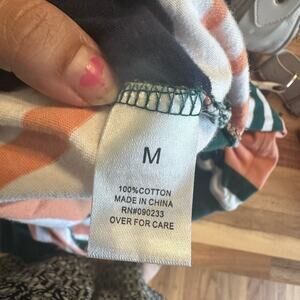 M
100%COTTON
MADE IN CHINA
RN#090233
OVER FOR CARE